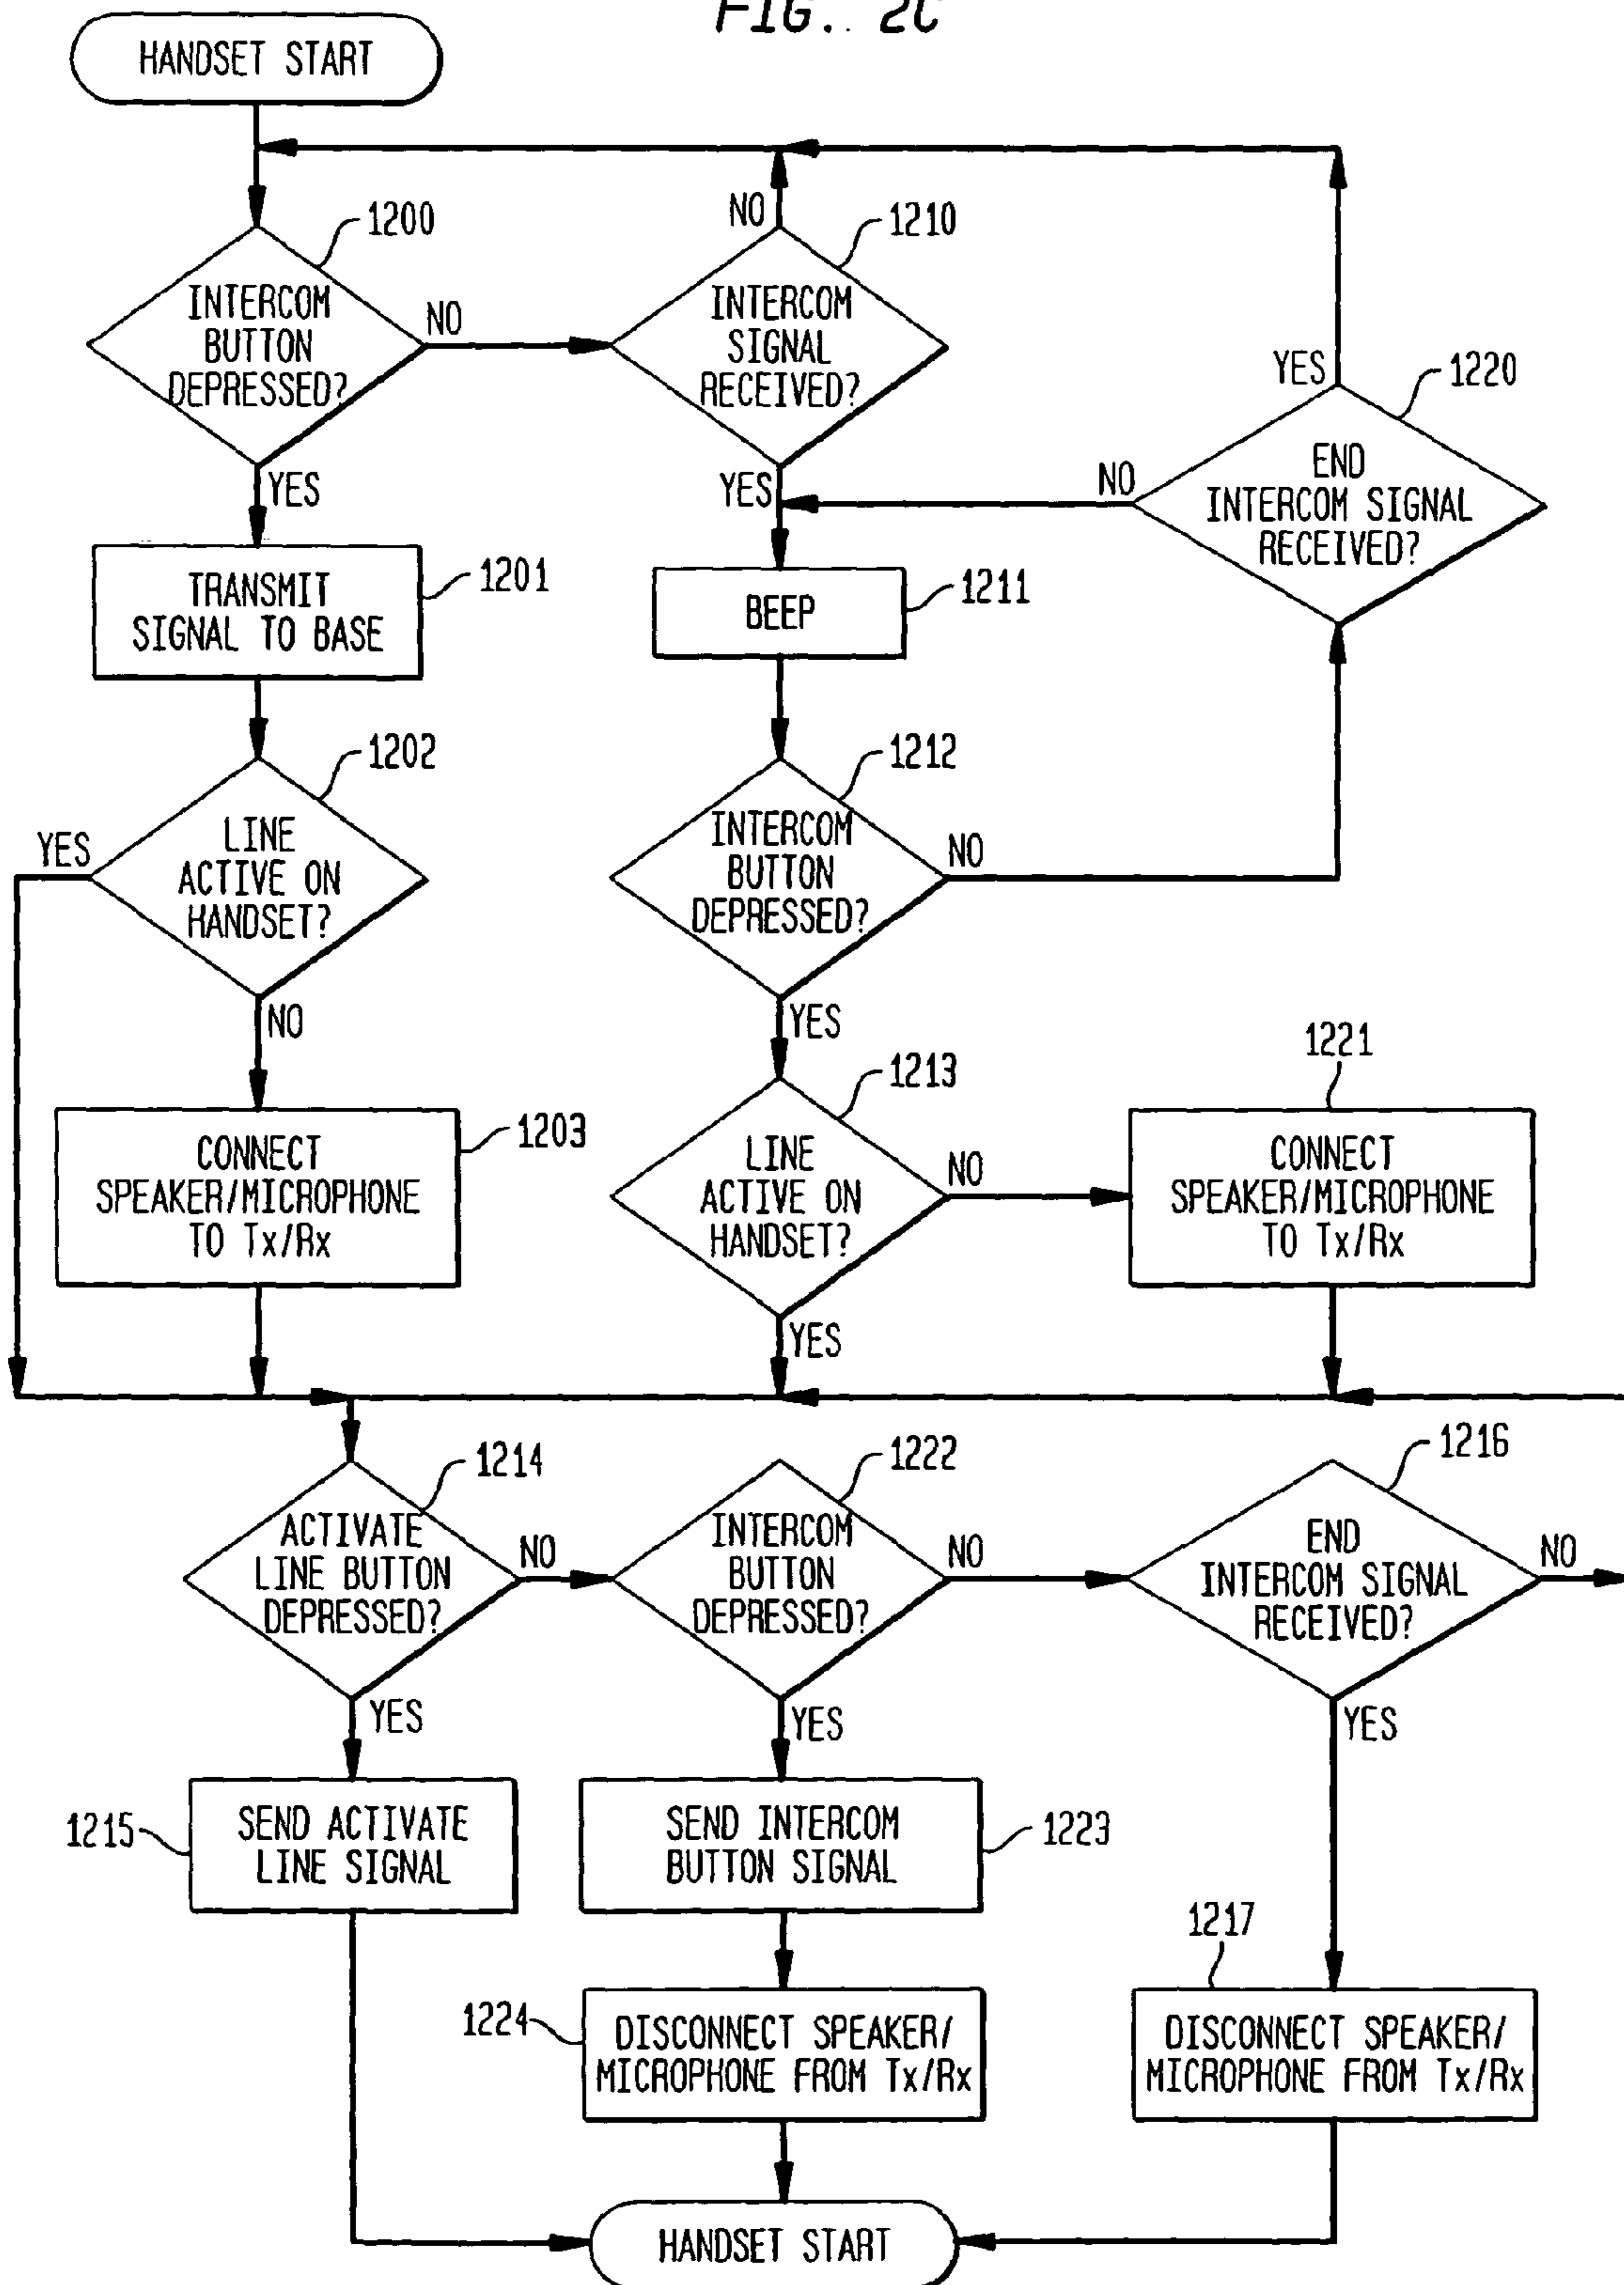 FIG. 2C
HANDSET START
1200
INTERCOM
BUTTON
DEPRESSED?
NO
YES
1210
INTERCOM
SIGNAL
RECEIVED?
NO
YES
1220
END
INTERCOM SIGNAL
RECEIVED?
YES
NO
1201
TRANSMIT
SIGNAL TO BASE
1211
BEEP
1202
LINE
ACTIVE ON
HANDSET?
YES
NO
1212
INTERCOM
BUTTON
DEPRESSED?
NO
YES
1203
CONNECT
SPEAKER/MICROPHONE
TO Tx/Rx
1213
LINE
ACTIVE ON
HANDSET?
NO
YES
1221
CONNECT
SPEAKER/MICROPHONE
TO Tx/Rx
1214
ACTIVATE
LINE BUTTON
DEPRESSED?
NO
YES
1222
INTERCOM
BUTTON
DEPRESSED?
NO
YES
1216
END
INTERCOM SIGNAL
RECEIVED?
NO
YES
1215
SEND ACTIVATE
LINE SIGNAL
1223
SEND INTERCOM
BUTTON SIGNAL
1224
DISCONNECT SPEAKER/
MICROPHONE FROM Tx/Rx
1217
DISCONNECT SPEAKER/
MICROPHONE FROM Tx/Rx
HANDSET START